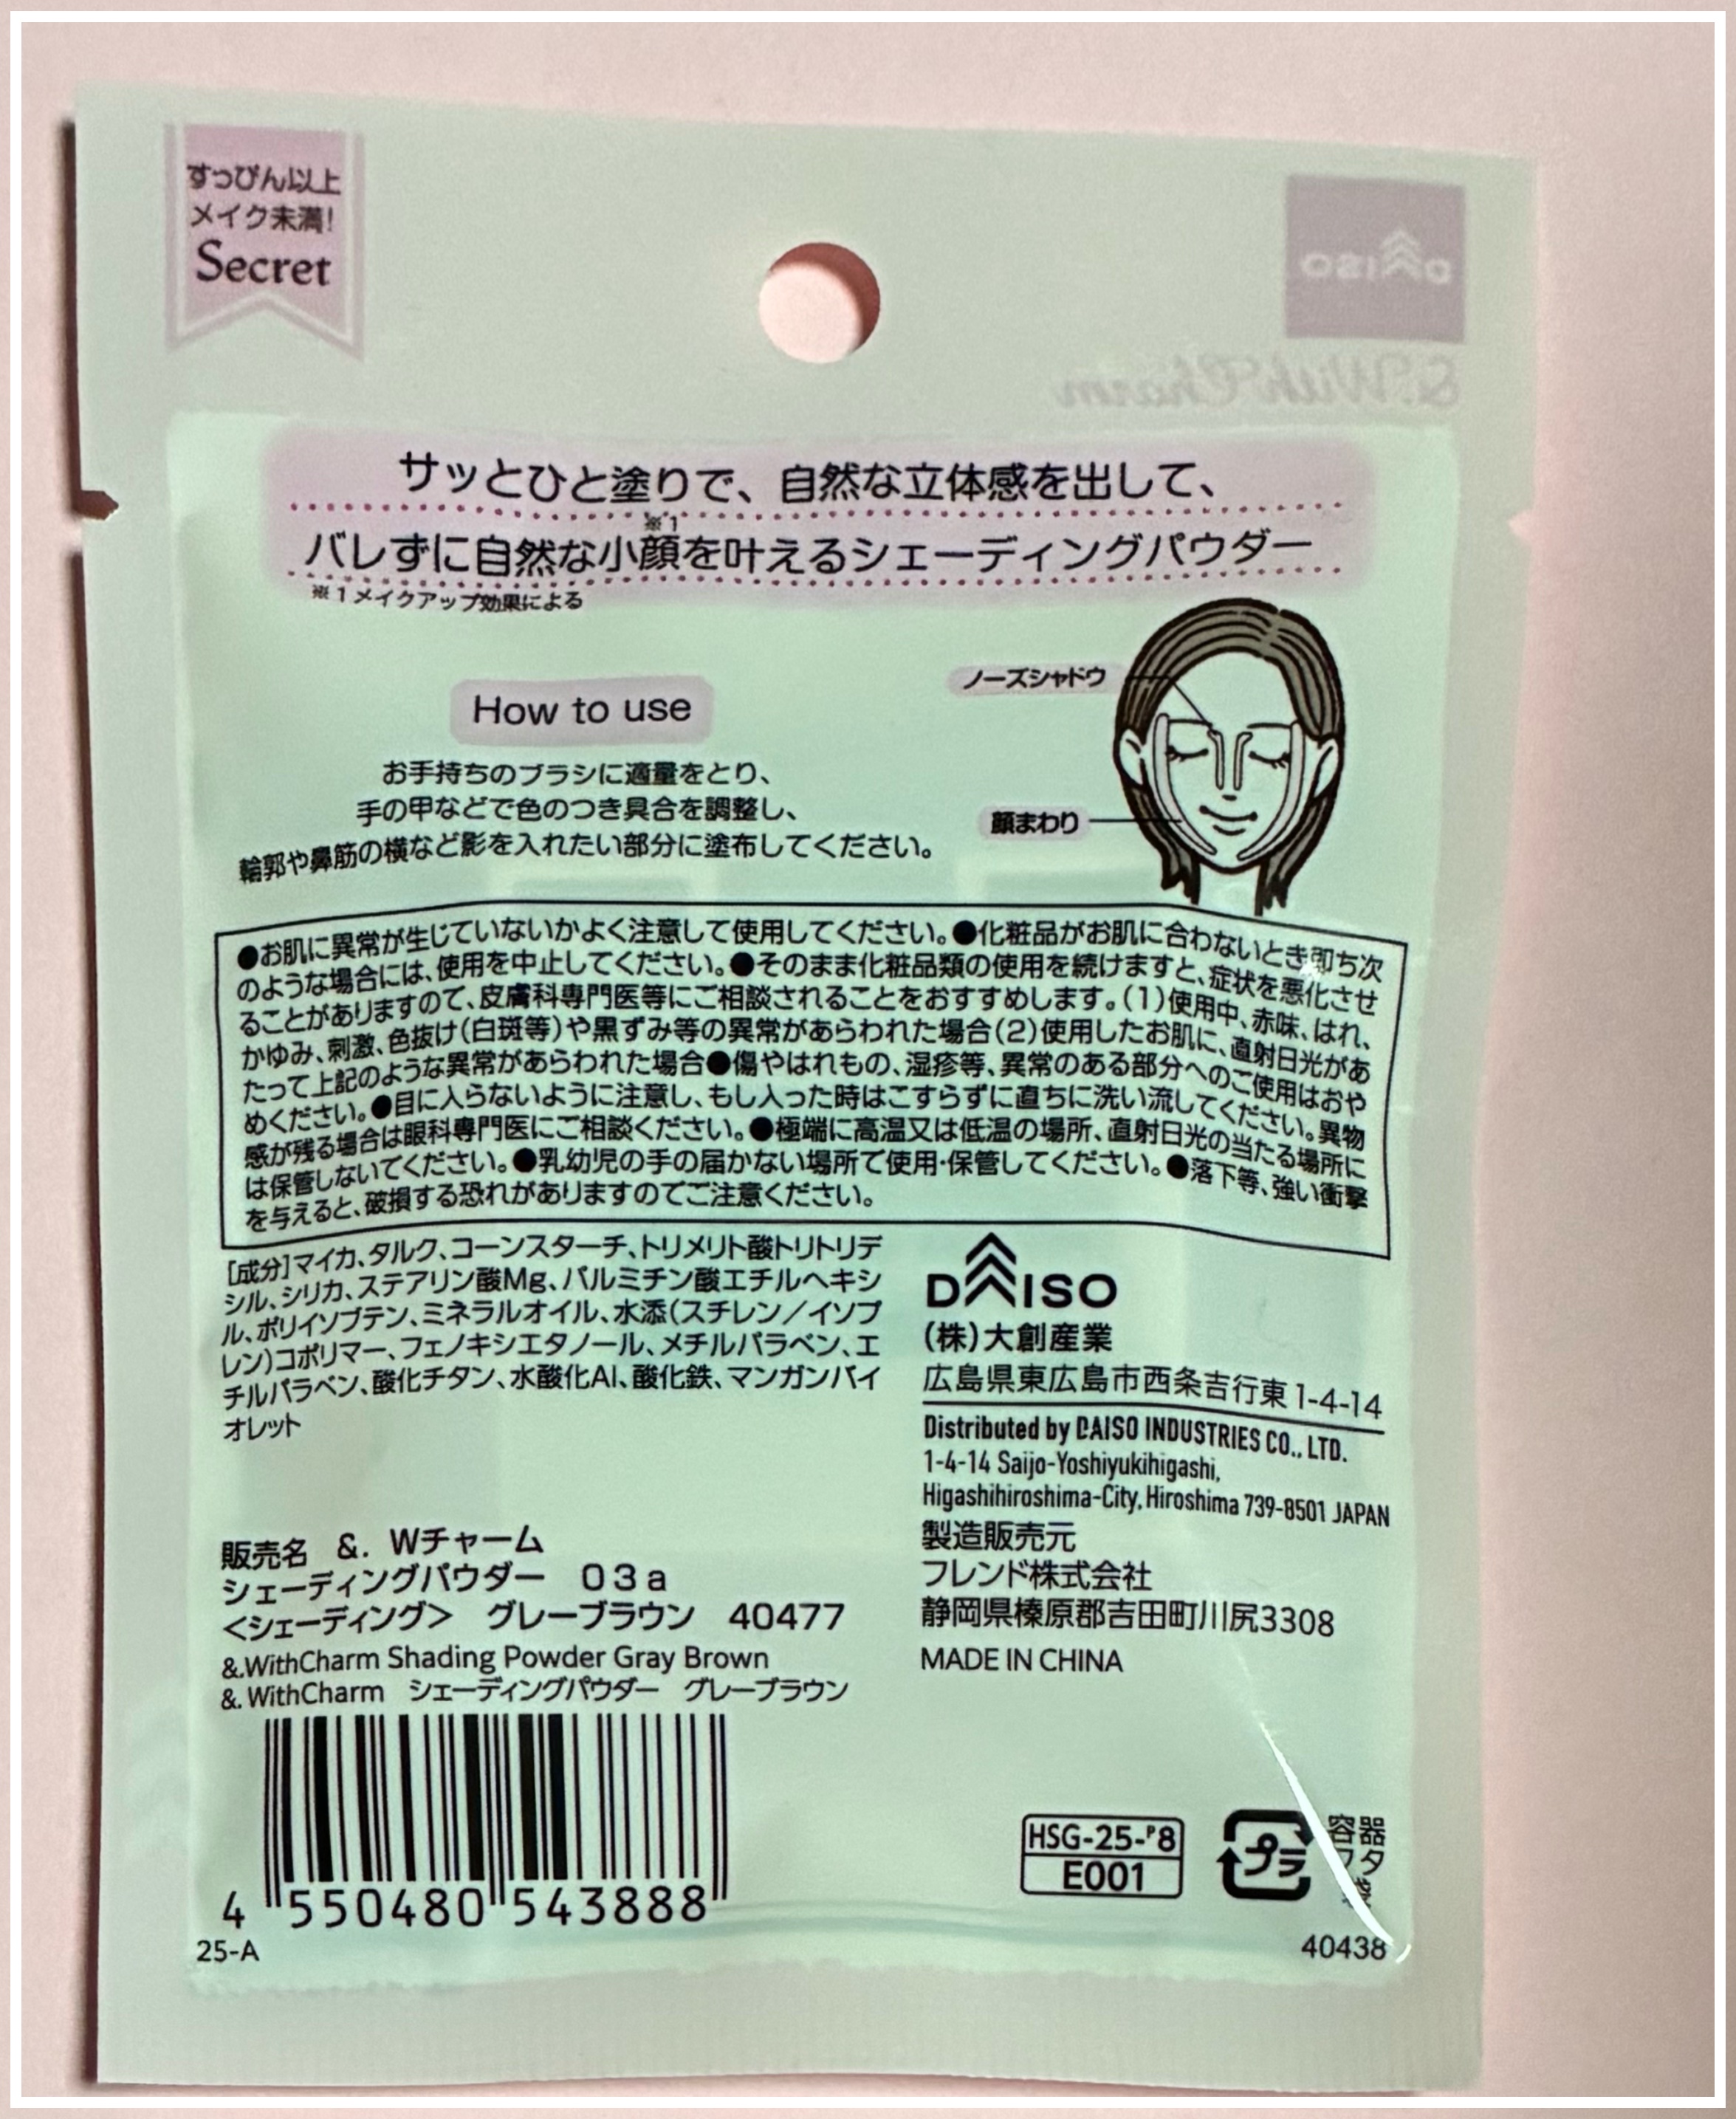 すっぴん以上
メイク未満!
Secret
DAISO
&.WithCharm
サッとひと塗りで、自然な立体感を出して、
※1
バレずに自然な小顔を叶えるシェーディングパウダー
※1メイクアップ効果による
ノーズシャドウ
How to use
お手持ちのブラシに適量をとり、
手の甲などで色のつき具合を調整し、
輪郭や鼻筋の横など影を入れたい部分に塗布してください。
顔まわり
●お肌に異常が生じていないかよく注意して使用してください。●化粧品がお肌に合わないとき即ち次
のような場合には、使用を中止してください。●そのまま化粧品類の使用を続けますと、症状を悪化させ
ることがありますので、皮膚科専門医等にご相談されることをおすすめします。(1)使用中、赤味、はれ、
かゆみ、刺激、色抜け(白斑等)や黒ずみ等の異常があらわれた場合(2)使用したお肌に、直射日光があ
たって上記のような異常があらわれた場合●傷やはれもの、湿疹等、異常のある部分へのご使用はおや
めください。●目に入らないように注意し、もし入った時はこすらずに直ちに洗い流してください。異物
感が残る場合は眼科専門医にご相談ください。●極端に高温又は低温の場所、直射日光の当たる場所に
は保管しないでください。●乳幼児の手の届かない場所で使用・保管してください。●落下等、強い衝撃
を与えると、破損する恐れがありますのでご注意ください。
[成分]マイカ、タルク、コーンスターチ、トリメリト酸トリトリデ
シル、シリカ、ステアリン酸Mg、パルミチン酸エチルヘキシ
ル、ポリイソブテン、ミネラルオイル、水添(スチレン/イソプ
レン)コポリマー、フェノキシエタノール、メチルパラベン、エ
チルパラベン、酸化チタン、水酸化Al、酸化鉄、マンガンバイ
オレット
DAISO
(株)大創産業
広島県東広島市西条吉行東1-4-14
Distributed by DAISO INDUSTRIES CO., LTD.
1-4-14 Saijo-Yoshiyukihigashi,
Higashihiroshima-City, Hiroshima 739-8501 JAPAN
製造販売元
フレンド株式会社
静岡県榛原郡吉田町川尻3308
MADE IN CHINA
販売名 &. Wチャーム
シェーディングパウダー 03a
<シェーディング> グレーブラウン 40477
&.WithCharm Shading Powder Gray Brown
&. WithCharm シェーディングパウダー グレーブラウン
4 550480 543888
25-A
HSG-25-P8
E001
プラ
容器
フタ
袋
40438